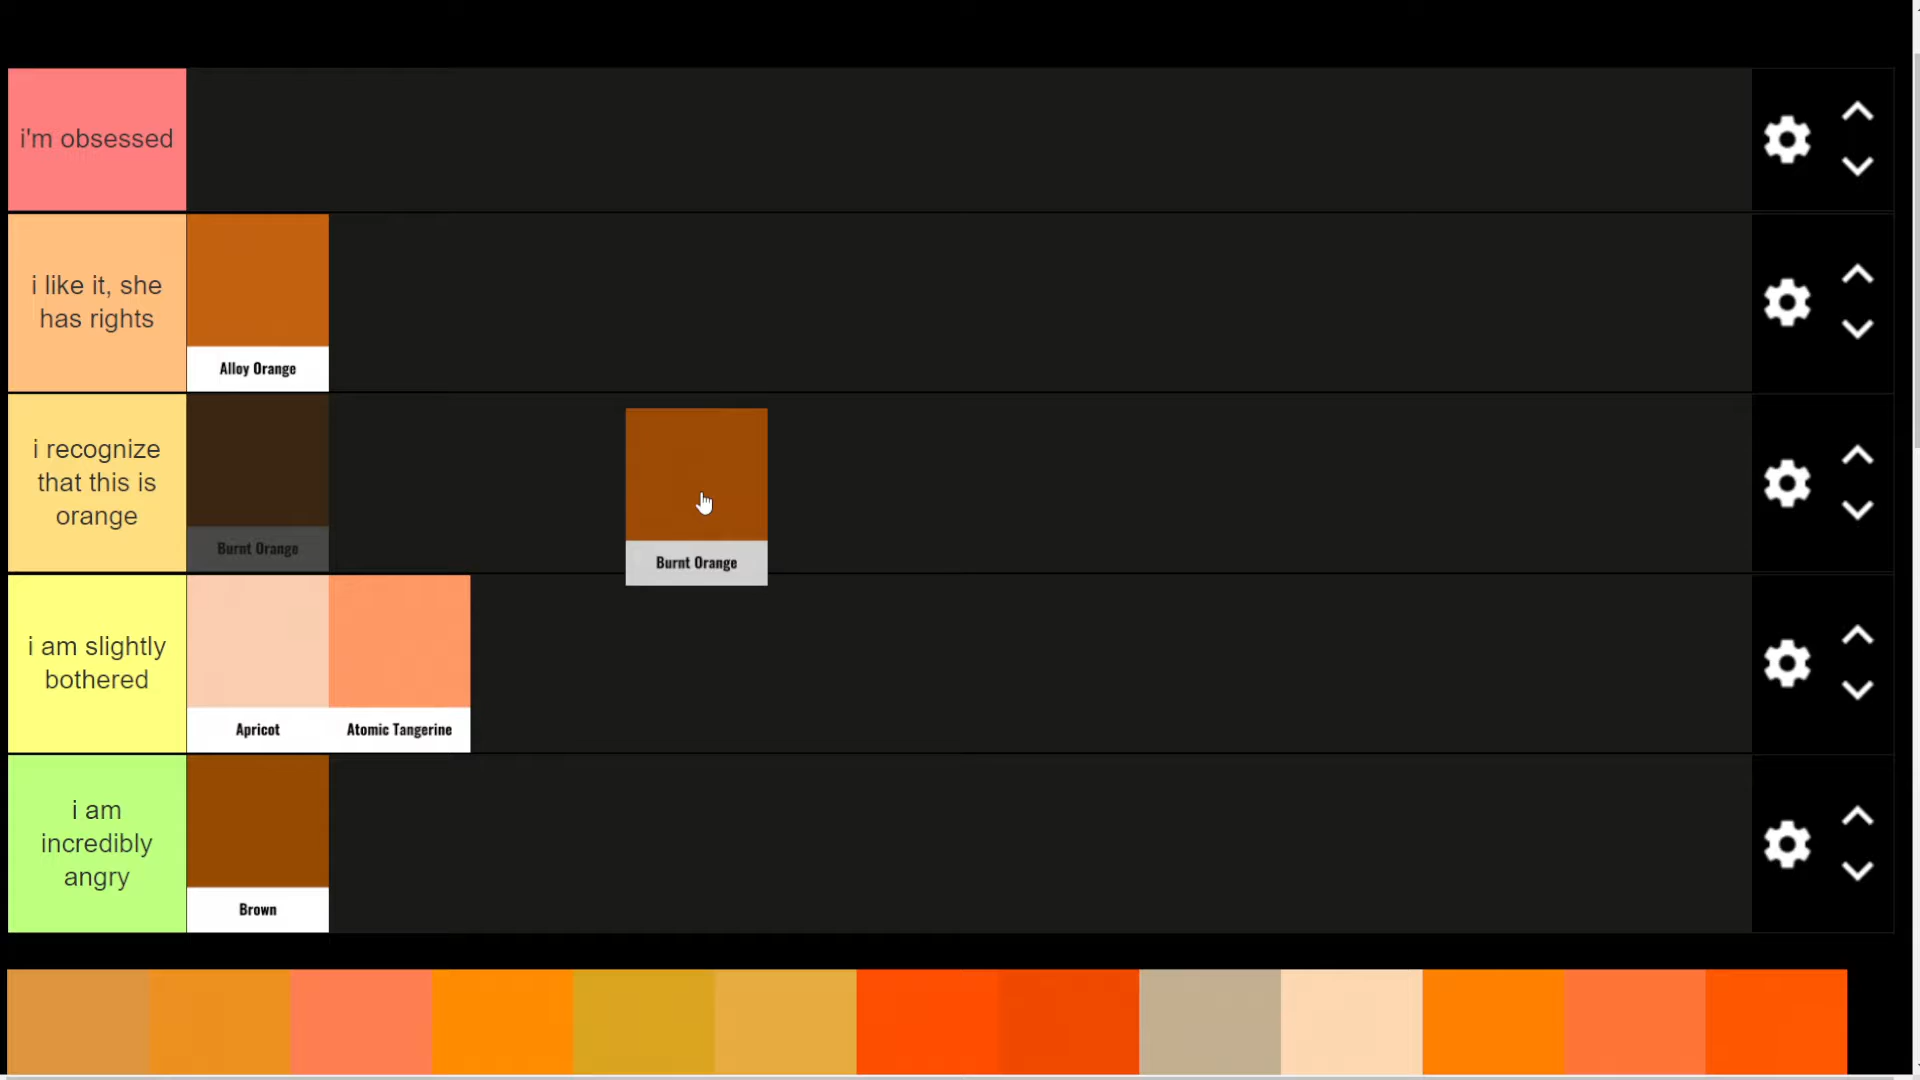 i'm obsessed
i like it, she
has rights
Alloy Orange
i recognize
that this is
orange
Burnt Orange
Burnt Orange
i am slightly
bothered
Apricot
Atomic Tangerine
i am
incredibly
angry
Brown